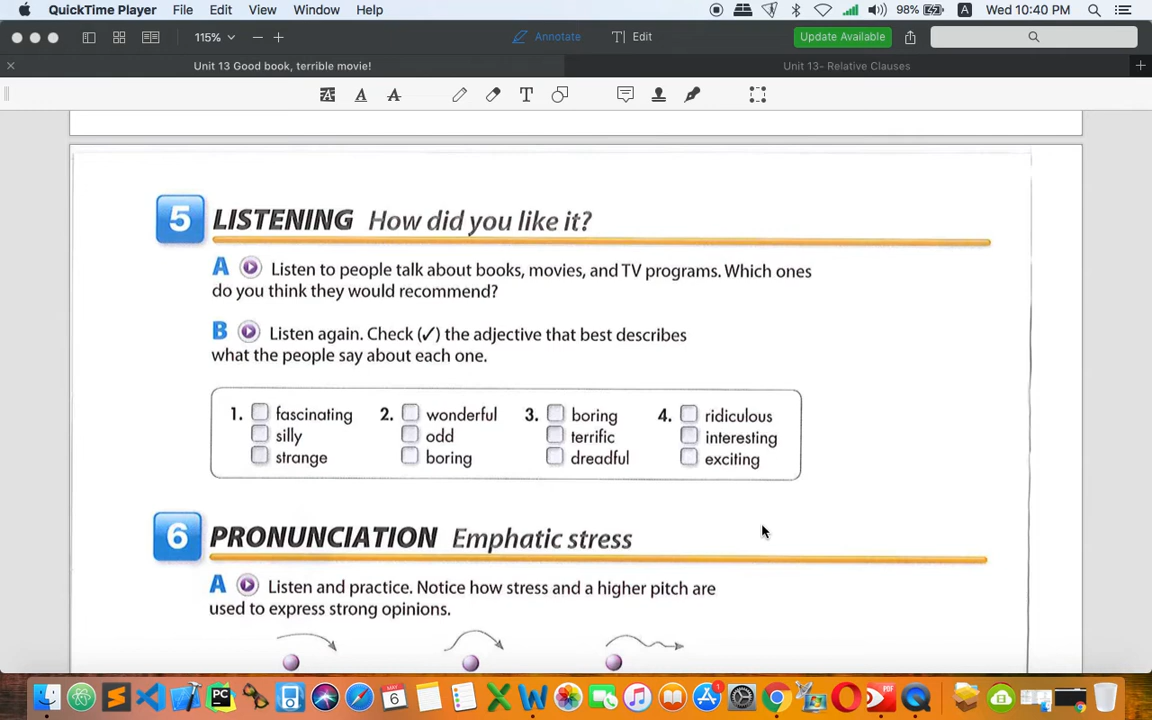 QuickTime Player File Edit View Window Help 98% A Wed 10:40 PM
115% Annotate Edit Update Available
Unit 13 Good book, terrible movie! Unit 13- Relative Clauses
5 LISTENING How did you like it?
A Listen to people talk about books, movies, and TV programs. Which ones
do you think they would recommend?
B Listen again. Check (✓) the adjective that best describes
what the people say about each one.
1. fascinating 2. wonderful 3. boring 4. ridiculous
silly odd terrific interesting
strange boring dreadful exciting
6 PRONUNCIATION Emphatic stress
A Listen and practice. Notice how stress and a higher pitch are
used to express strong opinions.